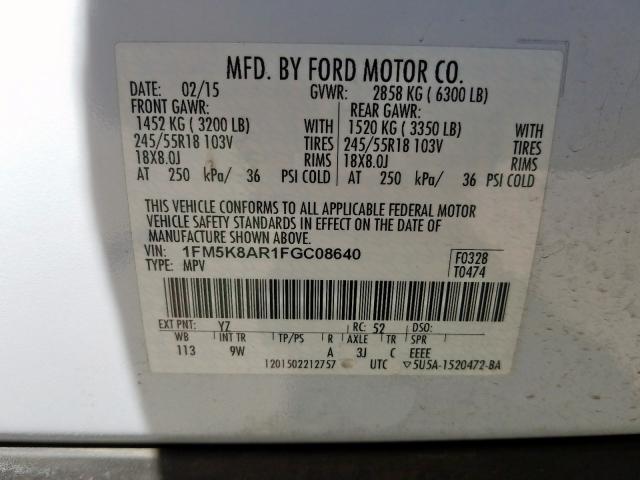 MFD. BY FORD MOTOR CO.
DATE: 02/15 GVWR: 2858 KG ( 6300 LB)
FRONT GAWR: REAR GAWR:
1452 KG ( 3200 LB) WITH 1520 KG ( 3350 LB) WITH
245/55R18 103V TIRES 245/55R18 103V TIRES
18X8.0J RIMS 18X8.0J RIMS
AT 250 kPa/ 36 PSI COLD AT 250 kPa/ 36 PSI COLD
THIS VEHICLE CONFORMS TO ALL APPLICABLE FEDERAL MOTOR
VEHICLE SAFETY STANDARDS IN EFFECT ON THE DATE OF
MANUFACTURE SHOWN ABOVE.
VIN: 1FM5K8AR1FGC08640 F0328
TYPE: MPV T0474
EXT PNT: YZ RC: 52 DSO:
WB INT TR TP/PS R AXLE TR SPR
113 9W A 3J C EEEE
1201502212757 UTC ▽5U5A-1520472-BA